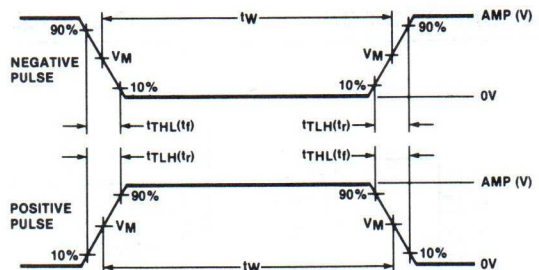 tW
AMP (V)
90%
90%
NEGATIVE
PULSE
VM
VM
10%
10%
0V
tTHL(tf)
tTLH(tr)
tTLH(tr)
tTHL(tf)
AMP (V)
90%
90%
POSITIVE
PULSE
VM
VM
10%
10%
0V
tW